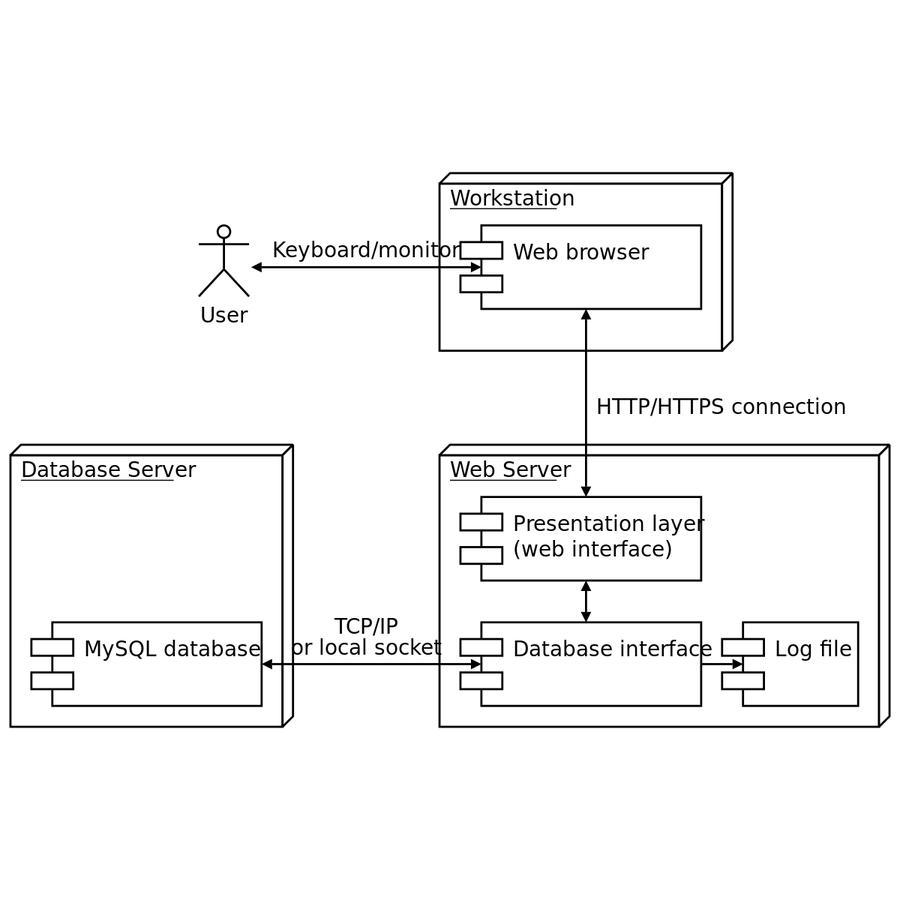 Workstation
Keyboard/monitor
Web browser
User
HTTP/HTTPS connection
Database Server
Web Server
Presentation layer
(web interface)
TCP/IP
or local socket
MySQL database
Database interface
Log file